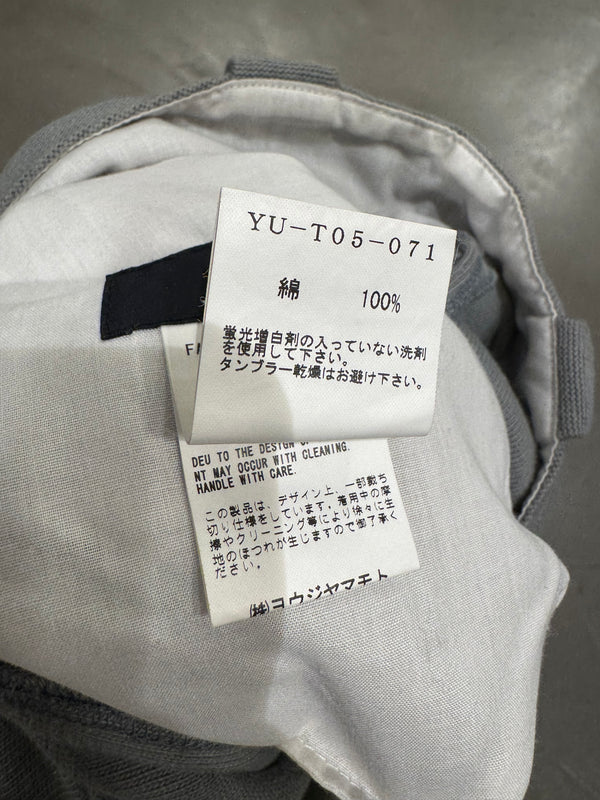 YU-T05-071
綿 100%
蛍光増白剤の入っていない洗剤
を使用して下さい。
タンブラー乾燥はお避け下さい。
DEU TO THE DESIGN
NT MAY OCCUR WITH CLEANING.
HANDLE WITH CARE.
この製品は、デザイン上、一部裁ち
切り仕様をしています。着用中の摩
擦やクリーニング等により徐々に生
地のほつれが生じますので御了承く
ださい。
㈱ヨウジヤマモト